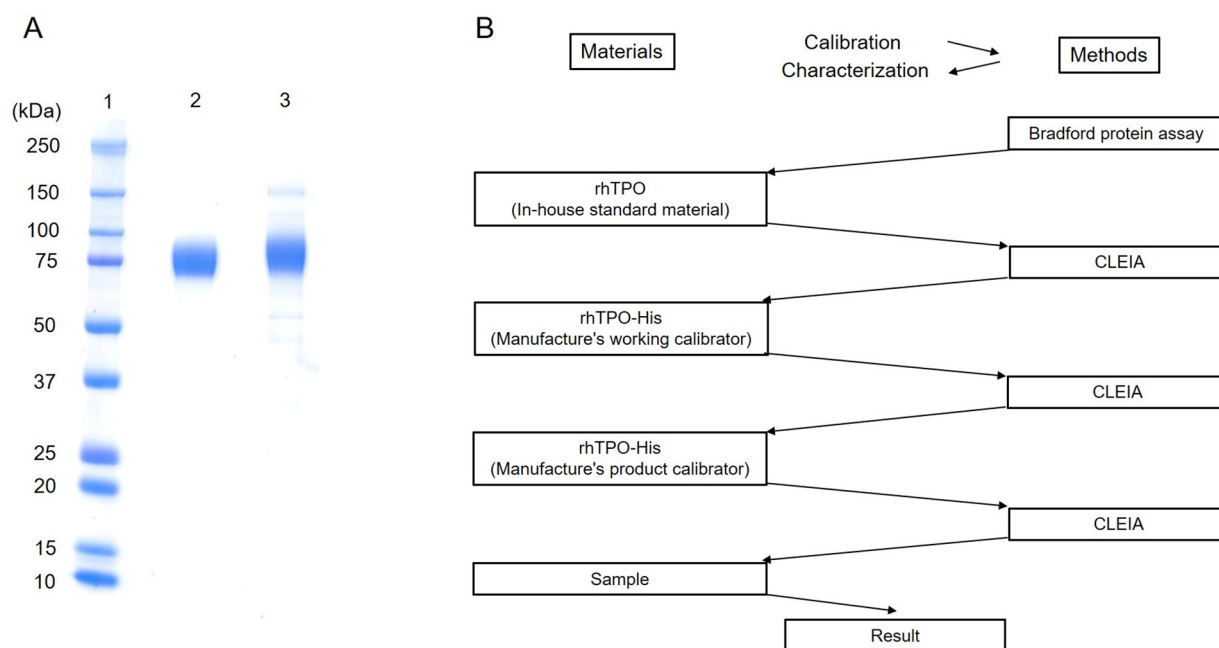 A
(kDa)
1
2
3
250
150
100
75
50
37
25
20
15
10
B
Materials
Calibration
Characterization
Methods
Bradford protein assay
rhTPO
(In-house standard material)
CLEIA
rhTPO-His
(Manufacture's working calibrator)
CLEIA
rhTPO-His
(Manufacture's product calibrator)
CLEIA
Sample
Result